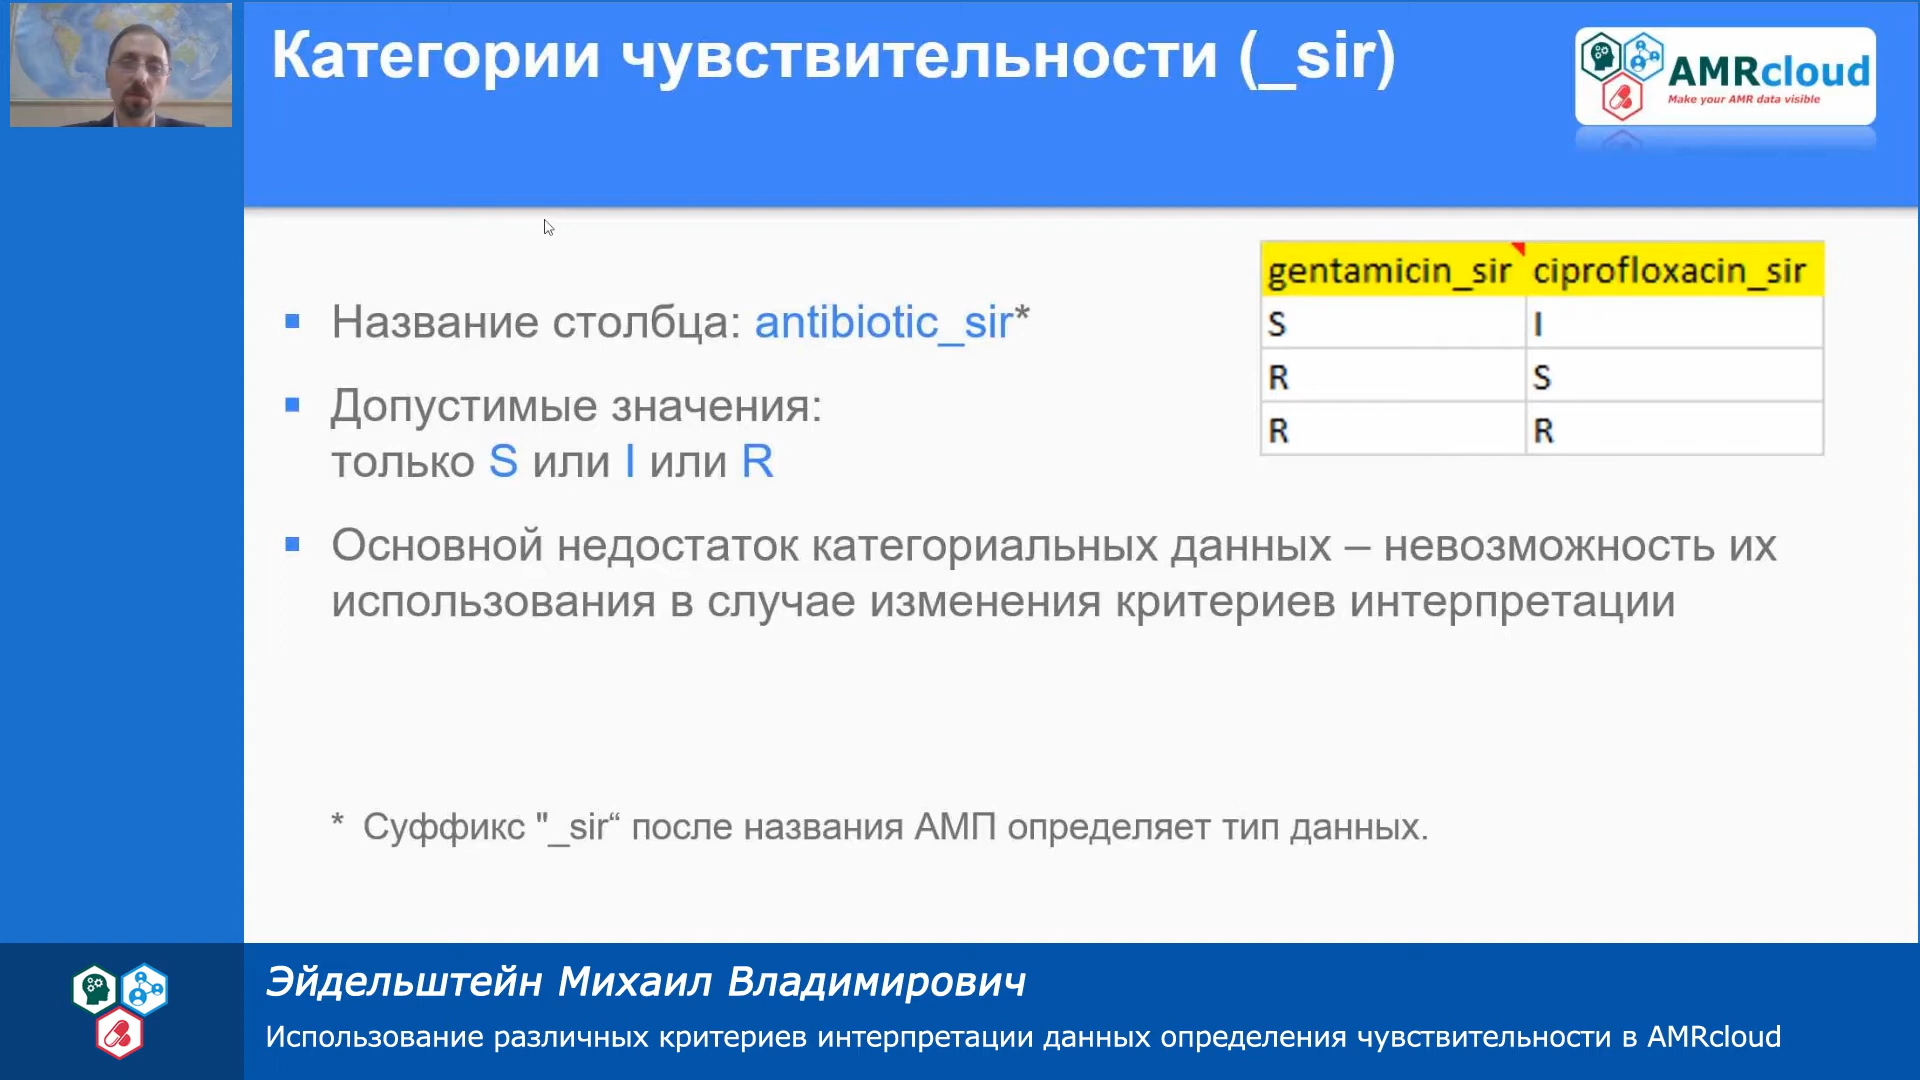 Категории чувствительности (_sir)
AMRcloud
Make your AMR data visible
gentamicin_sir ciprofloxacin_sir
S I
R S
R R
Название столбца: antibiotic_sir*
Допустимые значения:
только S или I или R
Основной недостаток категориальных данных – невозможность их
использования в случае изменения критериев интерпретации
* Суффикс "_sir“ после названия АМП определяет тип данных.
Эйдельштейн Михаил Владимирович
Использование различных критериев интерпретации данных определения чувствительности в AMRcloud